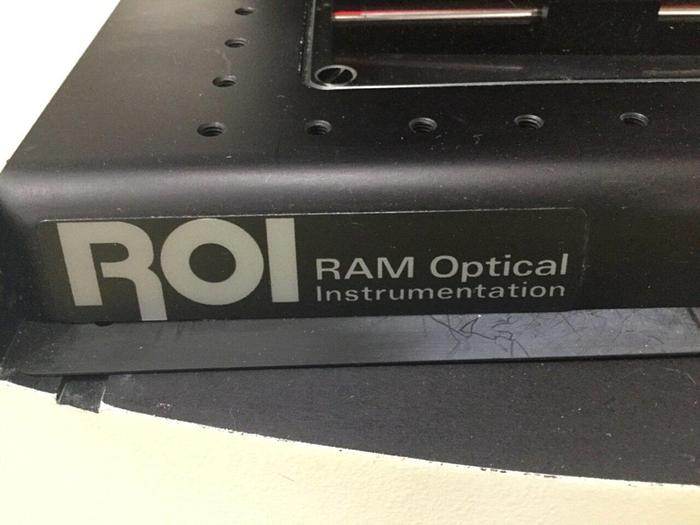 ROI
RAM Optical
Instrumentation